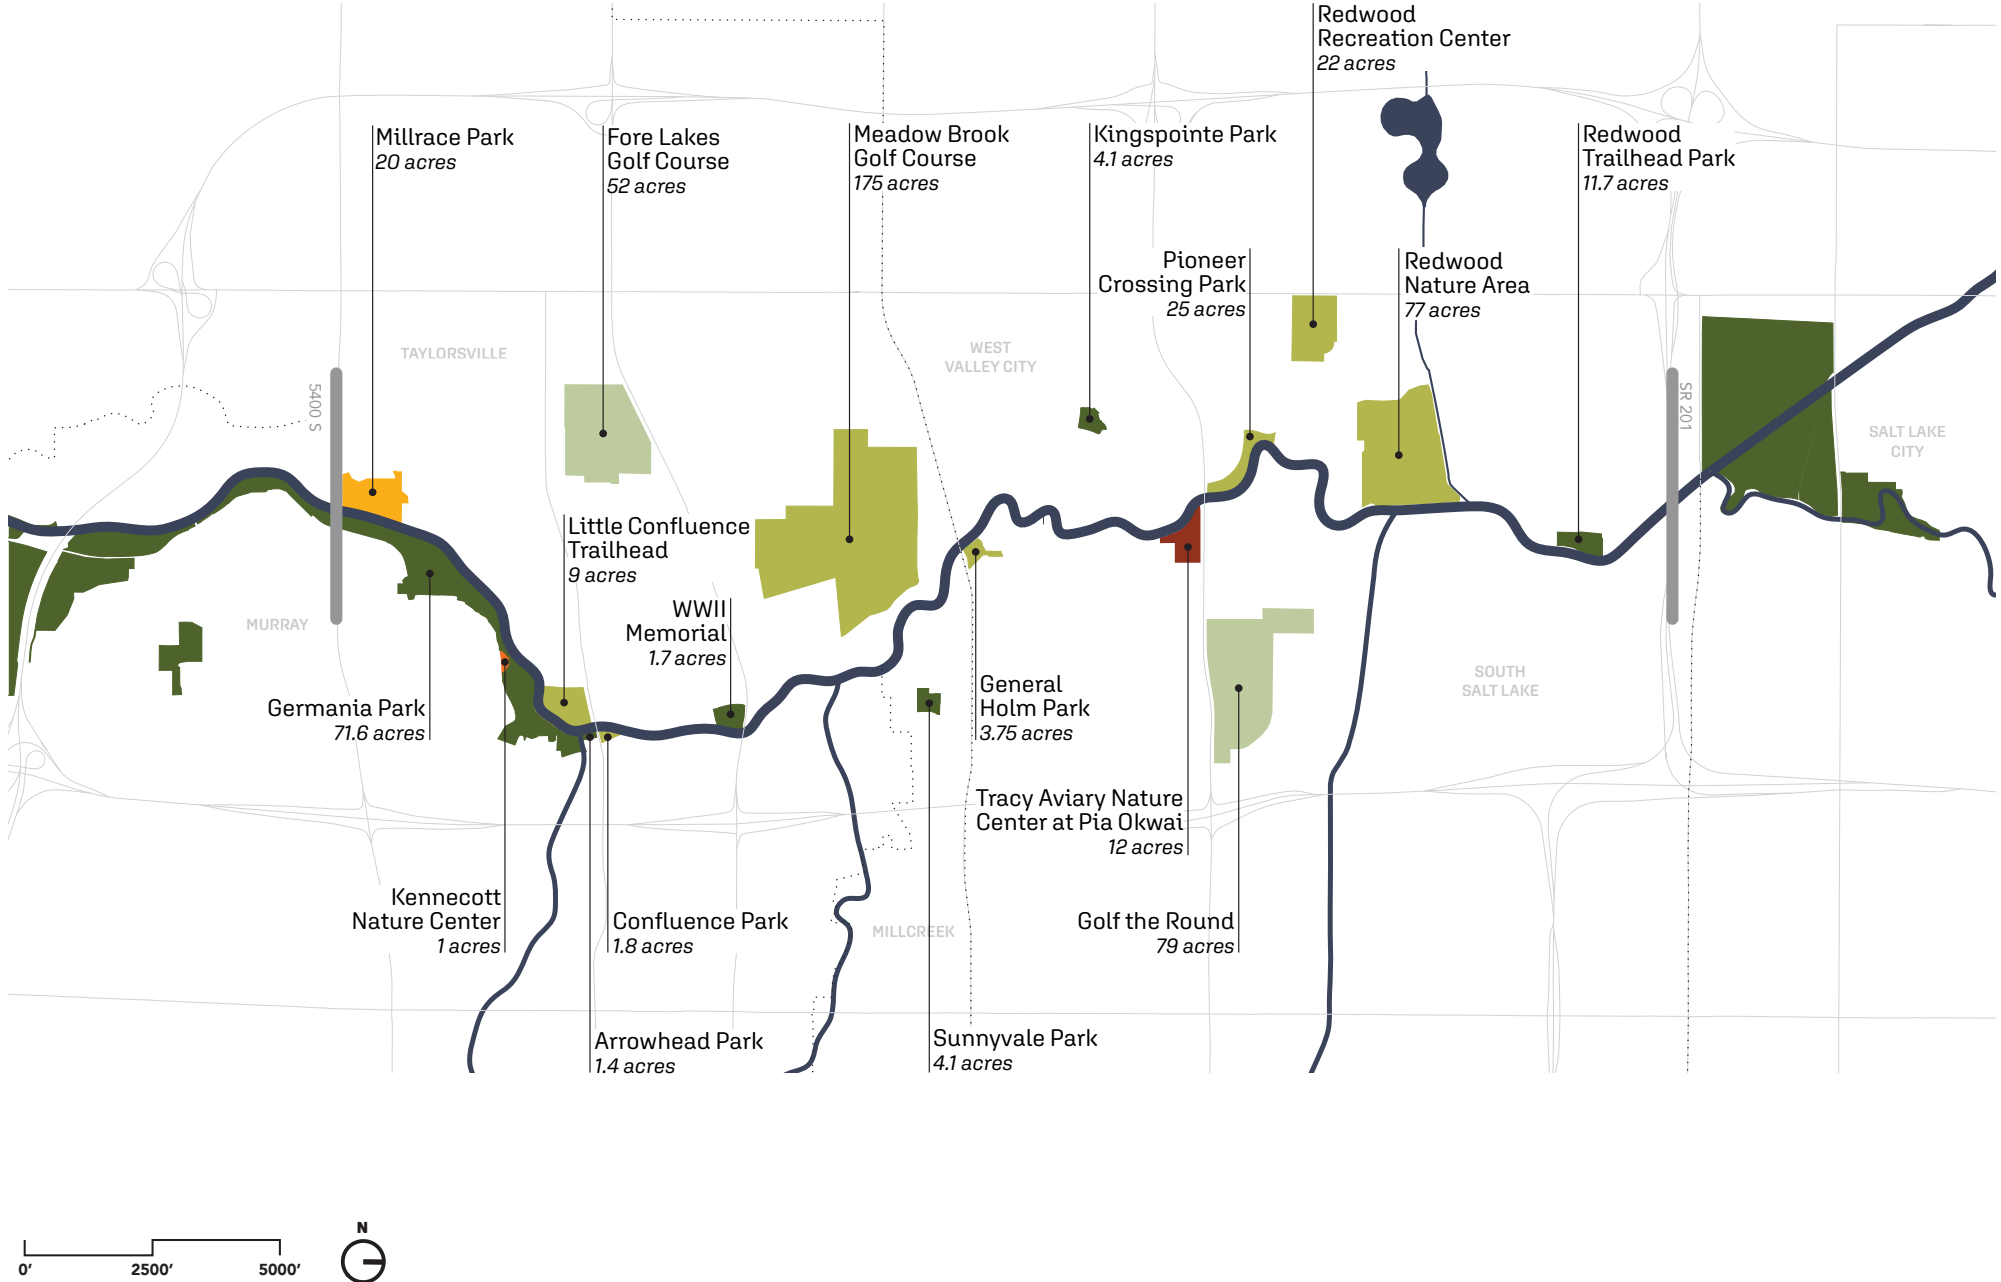 Redwood
Recreation Center
22 acres
Millrace Park
20 acres
Fore Lakes
Golf Course
52 acres
Meadow Brook
Golf Course
175 acres
Kingspointe Park
4.1 acres
Redwood
Trailhead Park
11.7 acres
Pioneer
Crossing Park
25 acres
Redwood
Nature Area
77 acres
TAYLORSVILLE
WEST
VALLEY CITY
5400 S
SR 201
SALT LAKE
CITY
Little Confluence
Trailhead
9 acres
WWII
Memorial
1.7 acres
MURRAY
Germania Park
71.6 acres
General
Holm Park
3.75 acres
SOUTH
SALT LAKE
Tracy Aviary Nature
Center at Pia Okwai
12 acres
Kennecott
Nature Center
1 acres
Confluence Park
1.8 acres
MILLCREEK
Golf the Round
79 acres
Arrowhead Park
1.4 acres
Sunnyvale Park
4.1 acres
N
0' 2500' 5000'